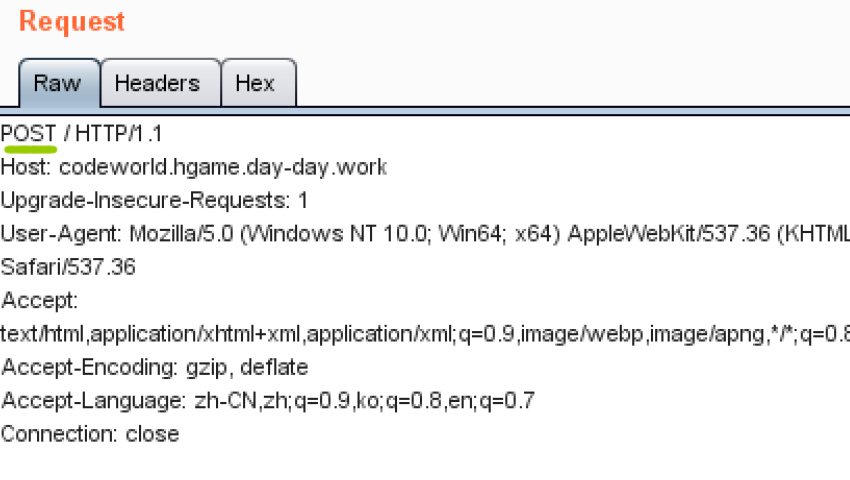 Request
Raw Headers Hex
POST / HTTP/1.1
Host: codeworld.hgame.day-day.work
Upgrade-Insecure-Requests: 1
User-Agent: Mozilla/5.0 (Windows NT 10.0; Win64; x64) AppleWebKit/537.36 (KHTML
Safari/537.36
Accept:
text/html,application/xhtml+xml,application/xml;q=0.9,image/webp,image/apng,*/*;q=0.8
Accept-Encoding: gzip, deflate
Accept-Language: zh-CN,zh;q=0.9,ko;q=0.8,en;q=0.7
Connection: close